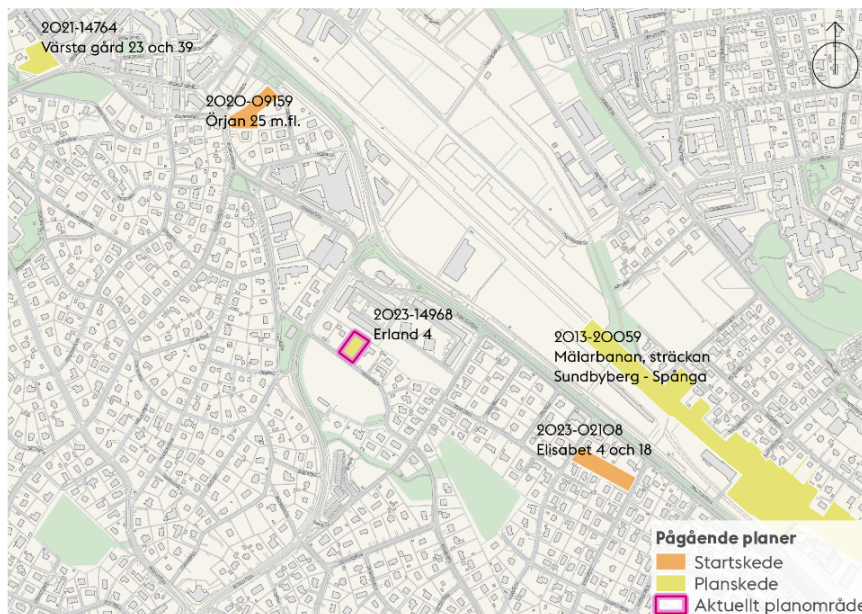 2021-14764
Värsta gård 23 och 39
2020-09159
Örjan 25 m.fl.
2023-14968
Erland 4
2013-20059
Mälarbanan, sträckan
Sundbyberg - Spånga
2023-02108
Elisabet 4 och 18
Pågående planer
Startskede
Planskede
Aktuellt planområd